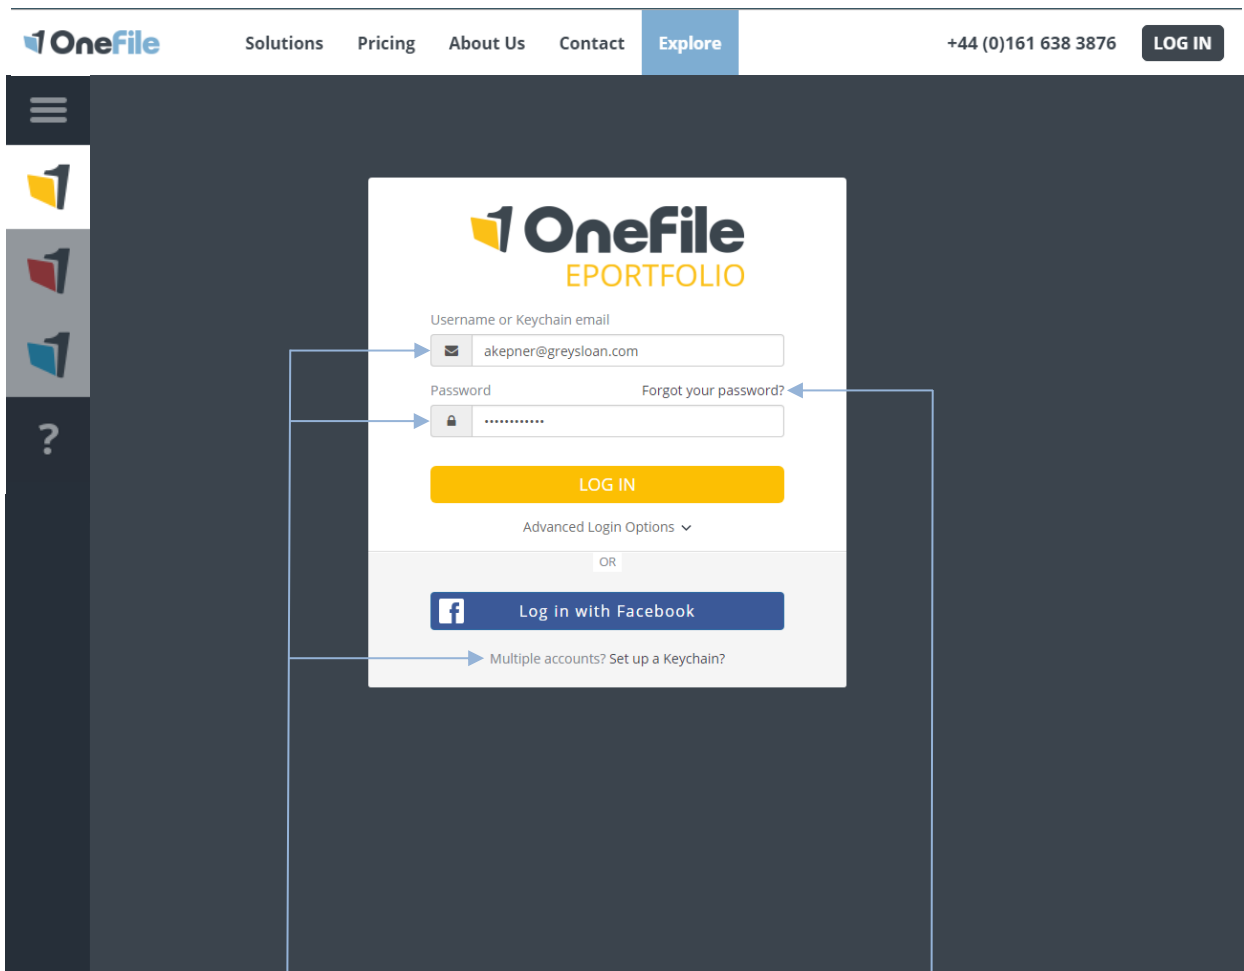 OneFile
Solutions Pricing About Us Contact Explore +44 (0)161 638 3876 LOG IN
OneFile
EPORTFOLIO
Username or Keychain email
akepner@greysloan.com
Password Forgot your password?
••••••••••••
LOG IN
Advanced Login Options
OR
Log in with Facebook
Multiple accounts? Set up a Keychain?
?